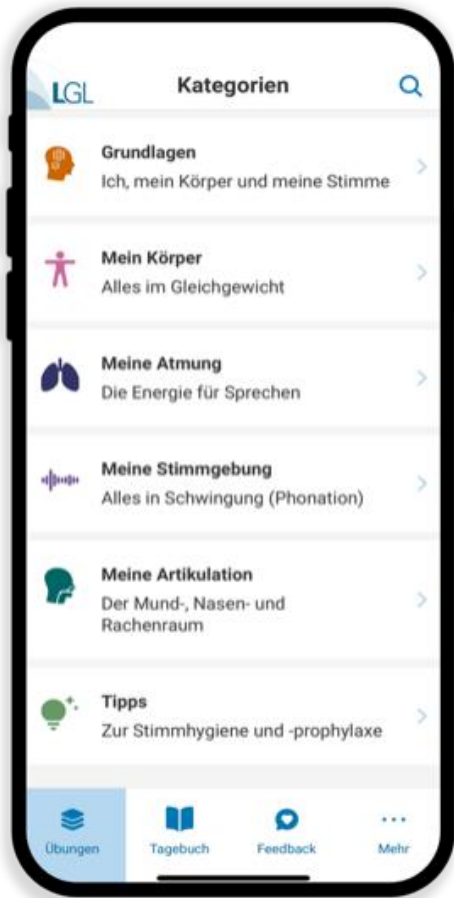 LGL
Kategorien
Grundlagen
Ich, mein Körper und meine Stimme
Mein Körper
Alles im Gleichgewicht
Meine Atmung
Die Energie für Sprechen
Meine Stimmgebung
Alles in Schwingung (Phonation)
Meine Artikulation
Der Mund-, Nasen- und
Rachenraum
Tipps
Zur Stimmhygiene und -prophylaxe
Übungen
Tagebuch
Feedback
Mehr